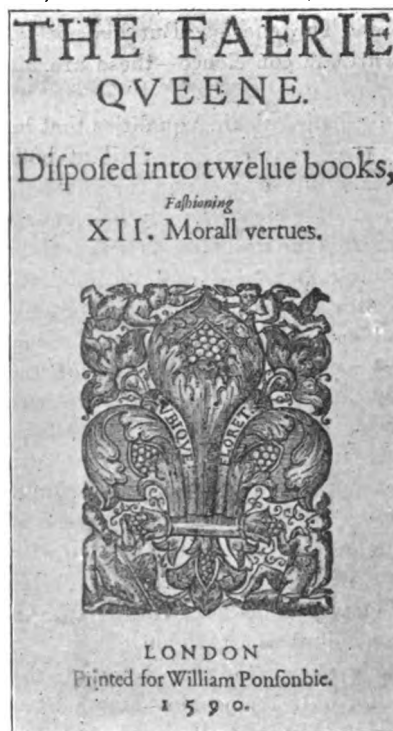 THE FAERIE
QVEENE.
Diſpoſed into twelue books,
Faſhioning
XII. Morall vertues.
VBIQVE FLORET
LONDON
Printed for William Ponſonbie.
1590.